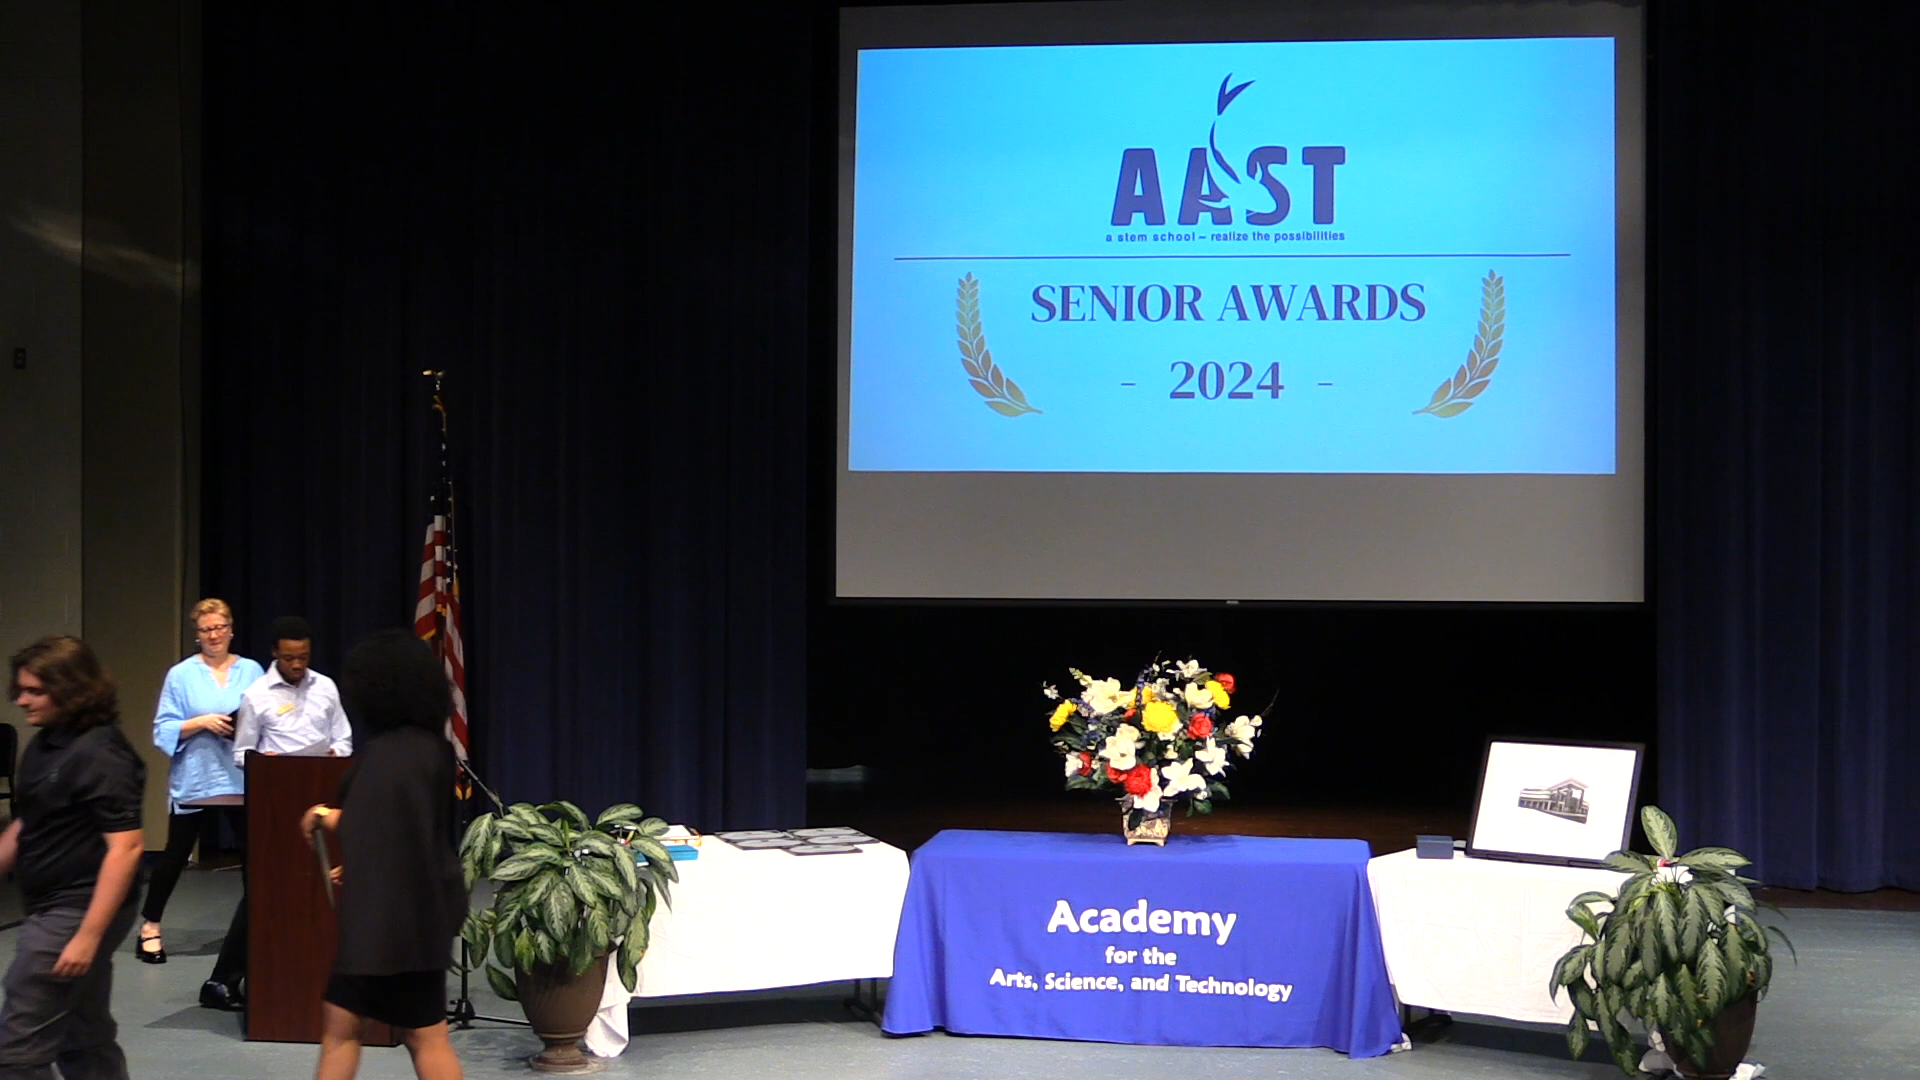 AAST
a stem school – realize the possibilities
SENIOR AWARDS
- 2024 -
Academy
for the
Arts, Science, and Technology